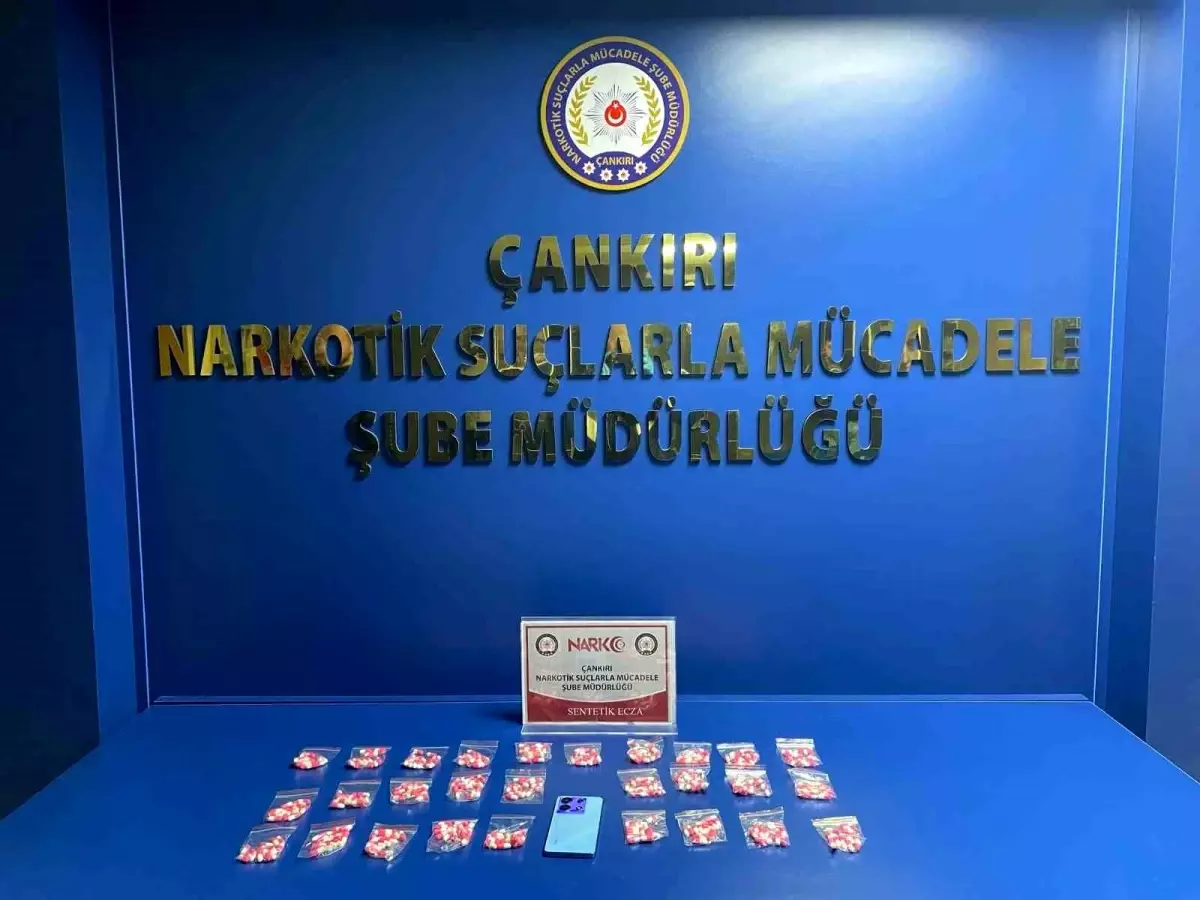 NARKOTİK SUÇLARLA MÜCADELE ŞUBE MÜDÜRLÜĞÜ
ÇANKIRI
ÇANKIRI
NARKOTİK SUÇLARLA MÜCADELE
ŞUBE MÜDÜRLÜĞÜ
NARKO
ÇANKIRI
NARKOTİK SUÇLARLA MÜCADELE
ŞUBE MÜDÜRLÜĞÜ
SENTETİK ECZA